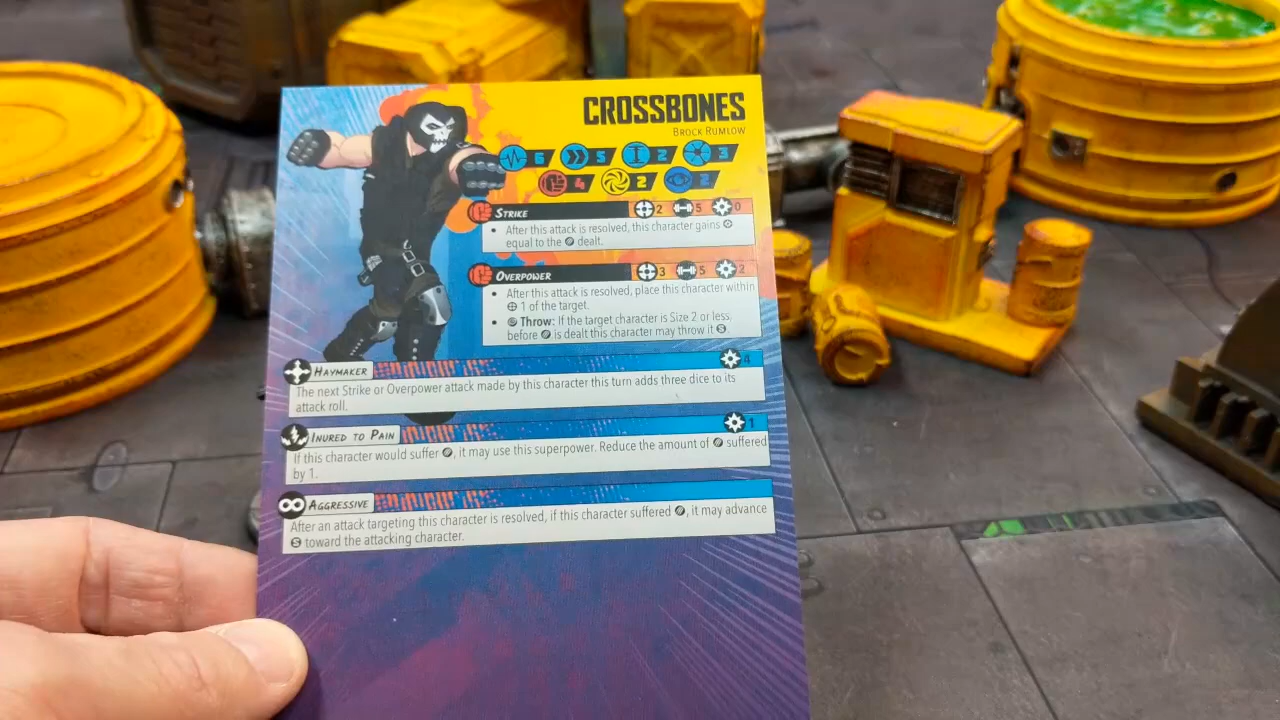 CROSSBONES
BROCK RUMLOW
6 5 2 3
4 2 2
STRIKE 2 5 0
• After this attack is resolved, this character gains
equal to the dealt.
OVERPOWER 3 5 2
• After this attack is resolved, place this character within
1 of the target.
• Throw: If the target character is Size 2 or less,
before is dealt this character may throw it S.
HAYMAKER 4
The next Strike or Overpower attack made by this character this turn adds three dice to its
attack roll.
INURED TO PAIN 1
If this character would suffer , it may use this superpower. Reduce the amount of suffered
by 1.
AGGRESSIVE
After an attack targeting this character is resolved, if this character suffered , it may advance
S toward the attacking character.